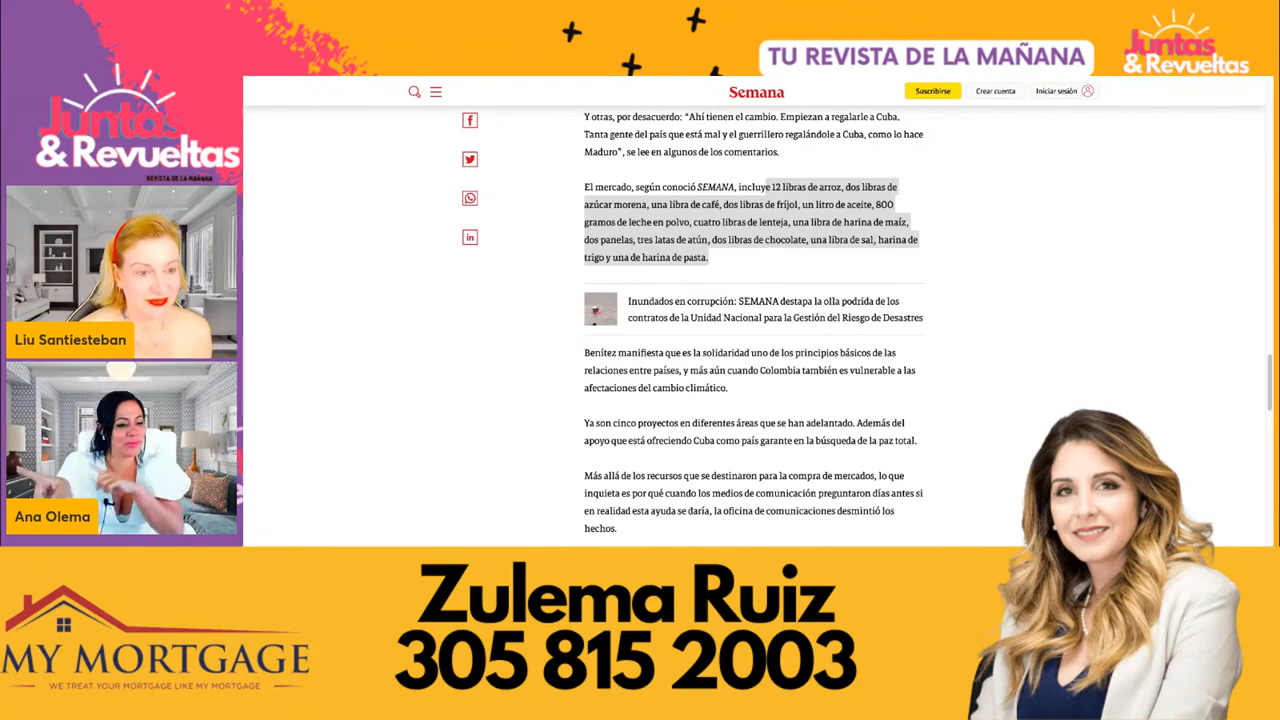 TU REVISTA DE LA MAÑANA
Juntas
& Revueltas
Juntas
& Revueltas
REVISTA DE LA MAÑANA
Semana
Suscribirse
Crear cuenta
Iniciar sesión
Y otras, por desacuerdo: “Ahí tienen el cambio. Empiezan a regalarle a Cuba.
Tanta gente del país que está mal y el guerrillero regalándole a Cuba, como lo hace
Maduro”, se lee en algunos de los comentarios.
El mercado, según conoció SEMANA, incluye 12 libras de arroz, dos libras de
azúcar morena, una libra de café, dos libras de fríjol, un litro de aceite, 800
gramos de leche en polvo, cuatro libras de lenteja, una libra de harina de maíz,
dos panelas, tres latas de atún, dos libras de chocolate, una libra de sal, harina de
trigo y una de harina de pasta.
Inundados en corrupción: SEMANA destapa la olla podrida de los
contratos de la Unidad Nacional para la Gestión del Riesgo de Desastres
Benítez manifiesta que es la solidaridad uno de los principios básicos de las
relaciones entre países, y más aún cuando Colombia también es vulnerable a las
afectaciones del cambio climático.
Ya son cinco proyectos en diferentes áreas que se han adelantado. Además del
apoyo que está ofreciendo Cuba como país garante en la búsqueda de la paz total.
Más allá de los recursos que se destinaron para la compra de mercados, lo que
inquieta es por qué cuando los medios de comunicación preguntaron días antes si
en realidad esta ayuda se daría, la oficina de comunicaciones desmintió los
hechos.
Liu Santiesteban
Ana Olema
MY MORTGAGE
WE TREAT YOUR MORTGAGE LIKE MY MORTGAGE
Zulema Ruiz
305 815 2003